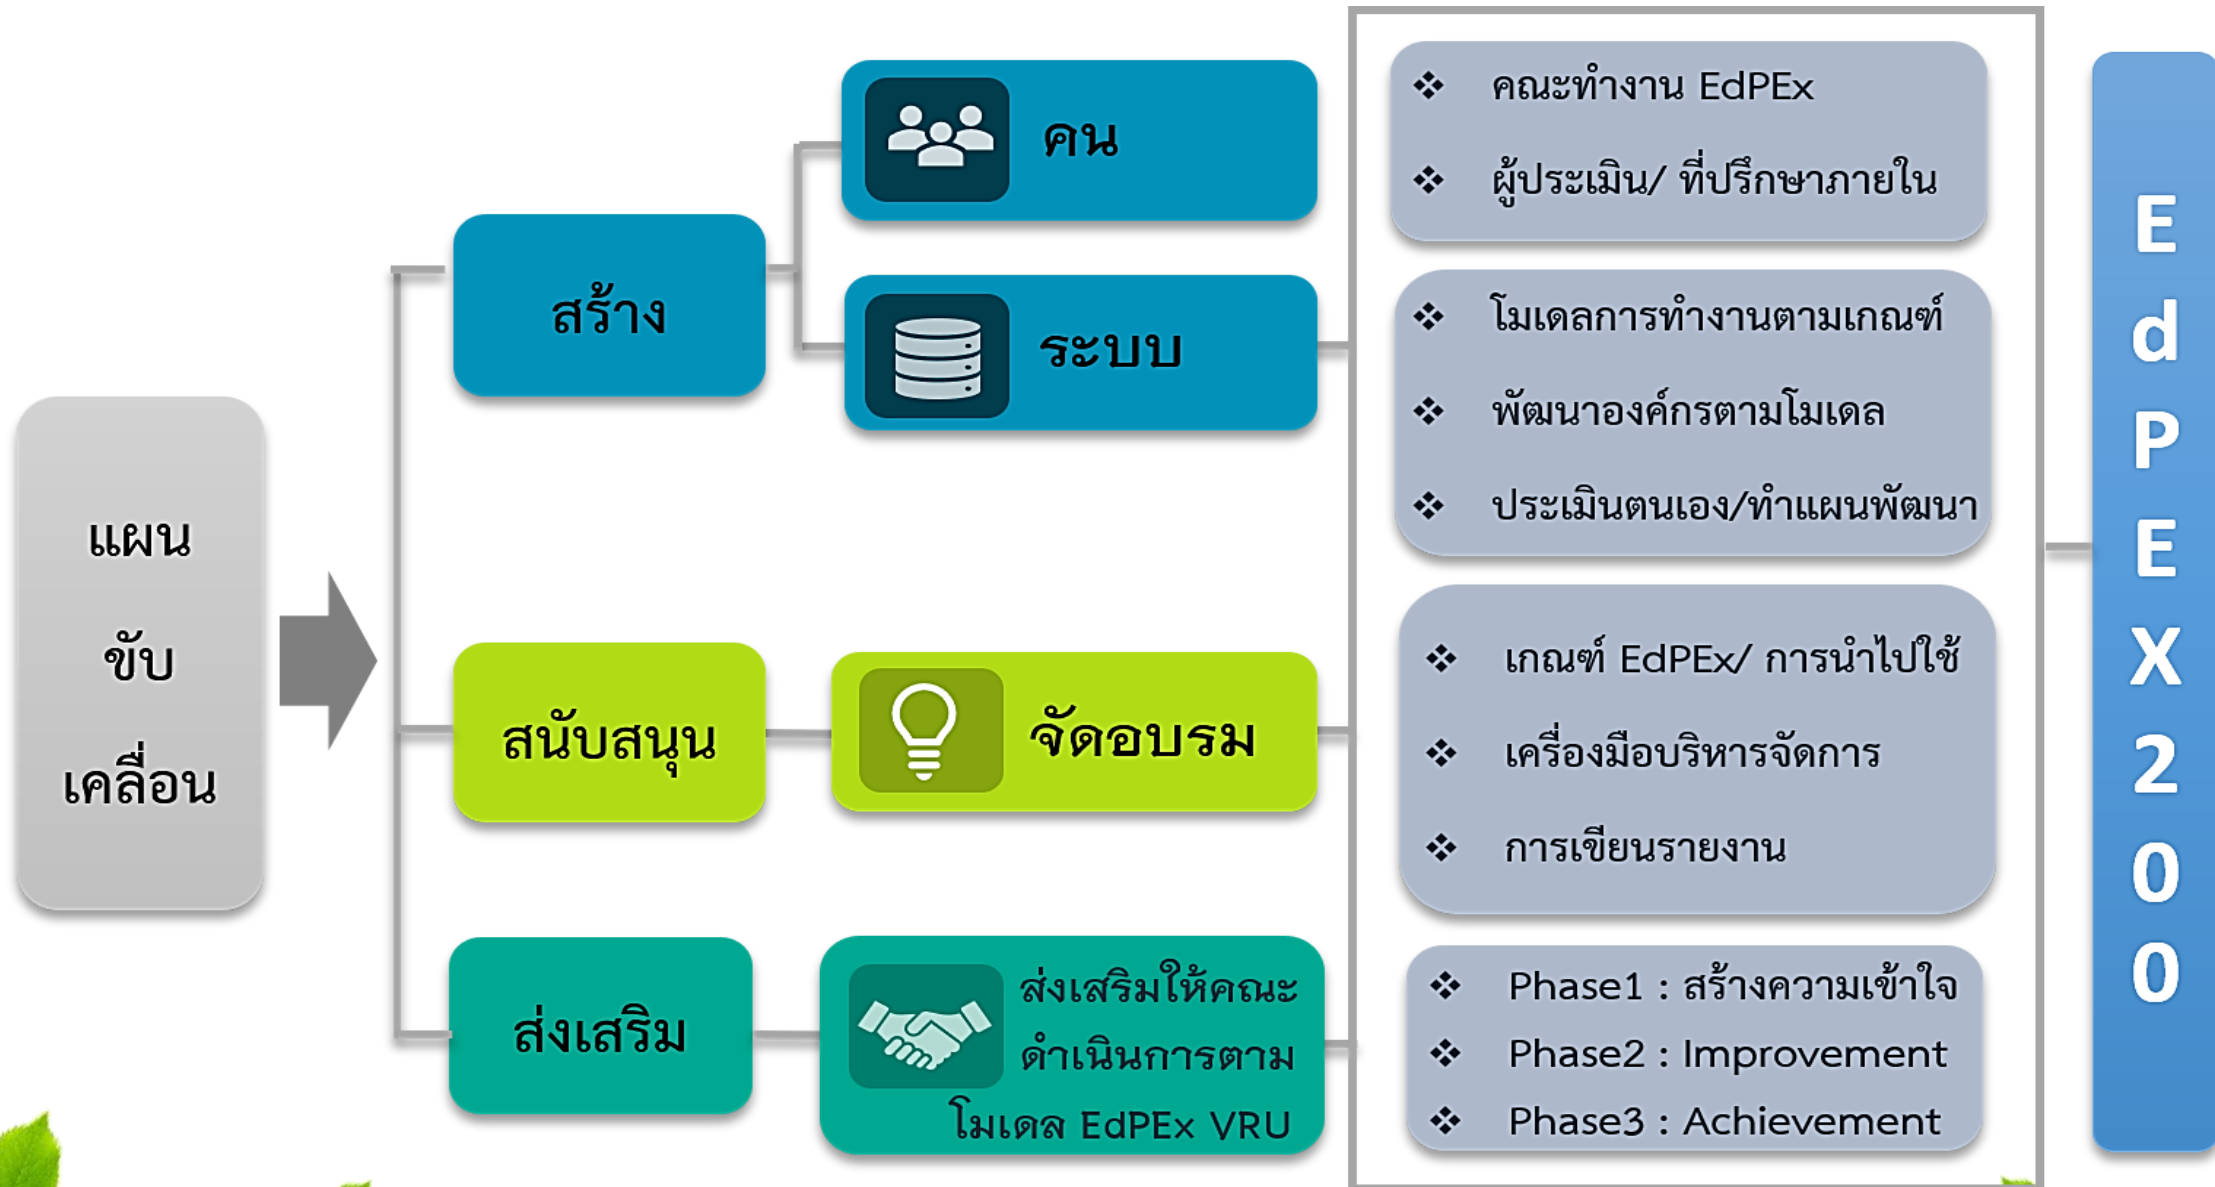 แผน
ขับ
เคลื่อน
สร้าง
คน
ระบบ
สนับสนุน
จัดอบรม
ส่งเสริม
ส่งเสริมให้คณะ
ดำเนินการตาม
โมเดล EdPEx VRU
❖ คณะทำงาน EdPEx
❖ ผู้ประเมิน/ ที่ปรึกษาภายใน
❖ โมเดลการทำงานตามเกณฑ์
❖ พัฒนาองค์กรตามโมเดล
❖ ประเมินตนเอง/ทำแผนพัฒนา
❖ เกณฑ์ EdPEx/ การนำไปใช้
❖ เครื่องมือบริหารจัดการ
❖ การเขียนรายงาน
❖ Phase1 : สร้างความเข้าใจ
❖ Phase2 : Improvement
❖ Phase3 : Achievement
E
d
P
E
X
2
0
0